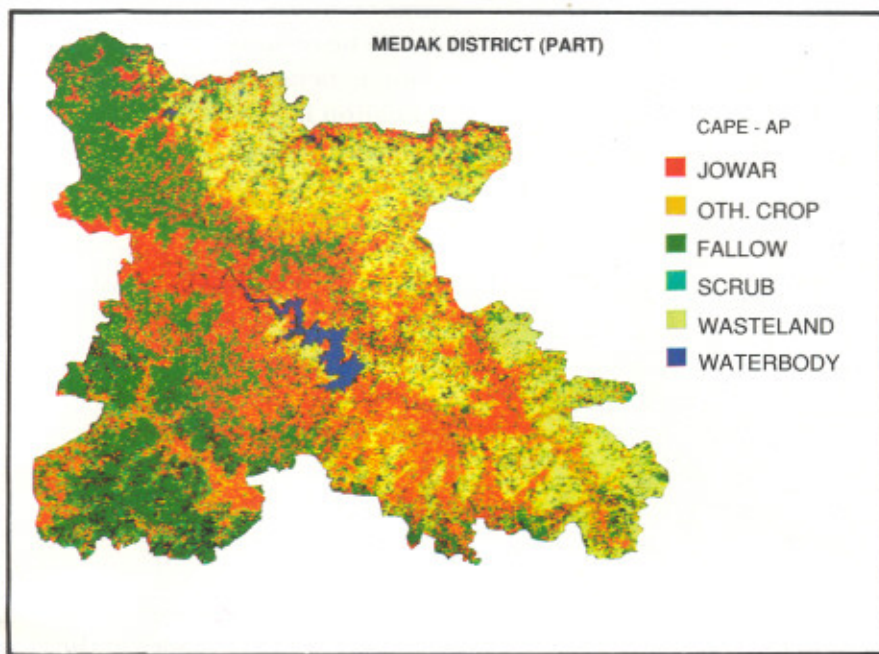 MEDAK DISTRICT (PART)
CAPE - AP
JOWAR
OTH. CROP
FALLOW
SCRUB
WASTELAND
WATERBODY